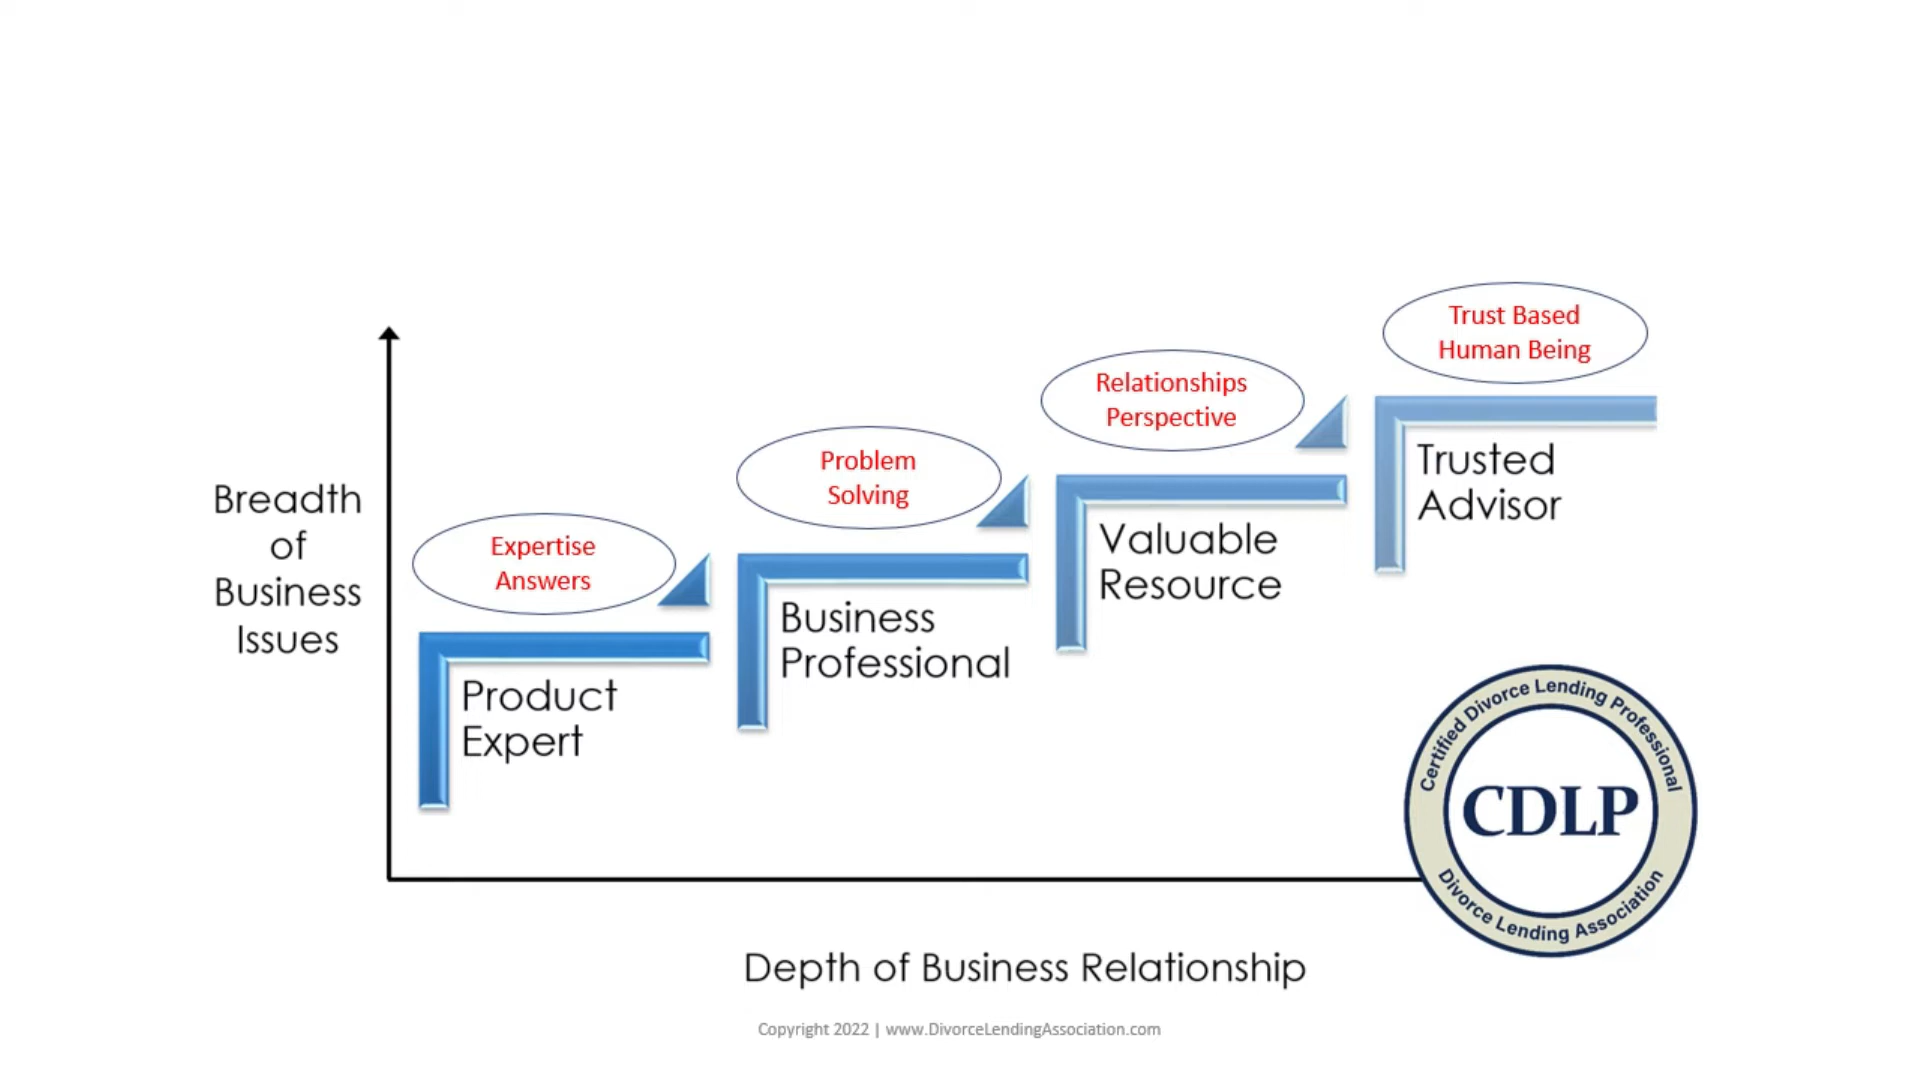 Trust Based
Human Being
Relationships
Perspective
Problem
Solving
Expertise
Answers
Breadth
of
Business
Issues
Trusted
Advisor
Valuable
Resource
Business
Professional
Product
Expert
Certified Divorce Lending Professional
CDLP
Divorce Lending Association
Depth of Business Relationship
Copyright 2022 | www.DivorceLendingAssociation.com